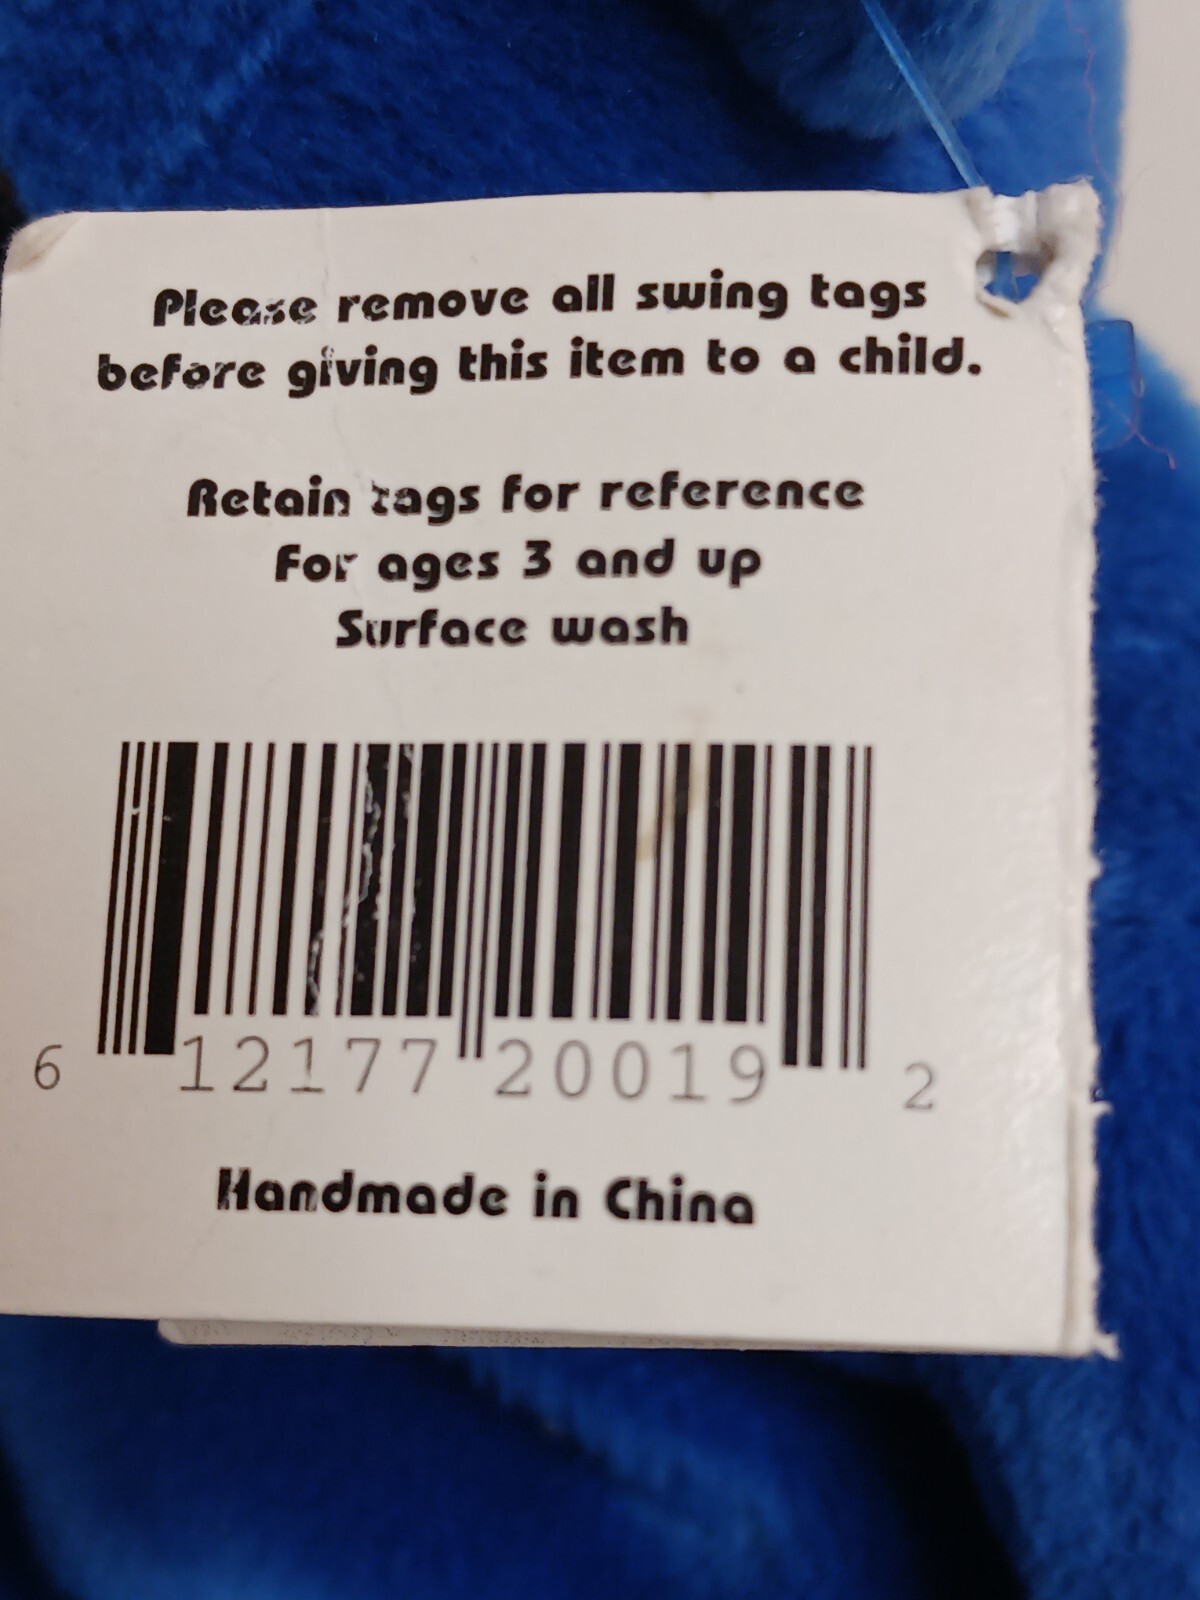 Please remove all swing tags
before giving this item to a child.
Retain tags for reference
For ages 3 and up
Surface wash
6 12177 20019 2
Handmade in China